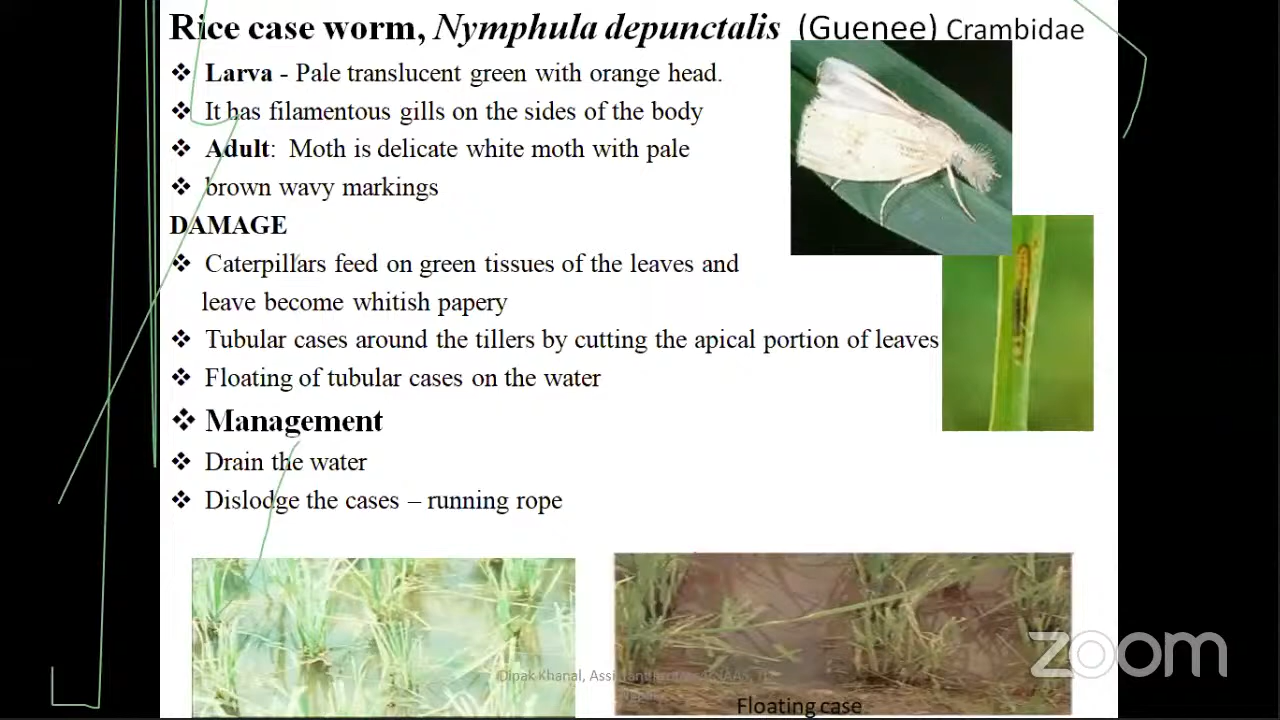 Rice case worm, Nymphula depunctalis (Guenee) Crambidae
❖ Larva - Pale translucent green with orange head.
❖ It has filamentous gills on the sides of the body
❖ Adult: Moth is delicate white moth with pale
❖ brown wavy markings
DAMAGE
❖ Caterpillars feed on green tissues of the leaves and
leave become whitish papery
❖ Tubular cases around the tillers by cutting the apical portion of leaves
❖ Floating of tubular cases on the water
❖ Management
❖ Drain the water
❖ Dislodge the cases – running rope
zoom
Dipak Khanal,
Floating case